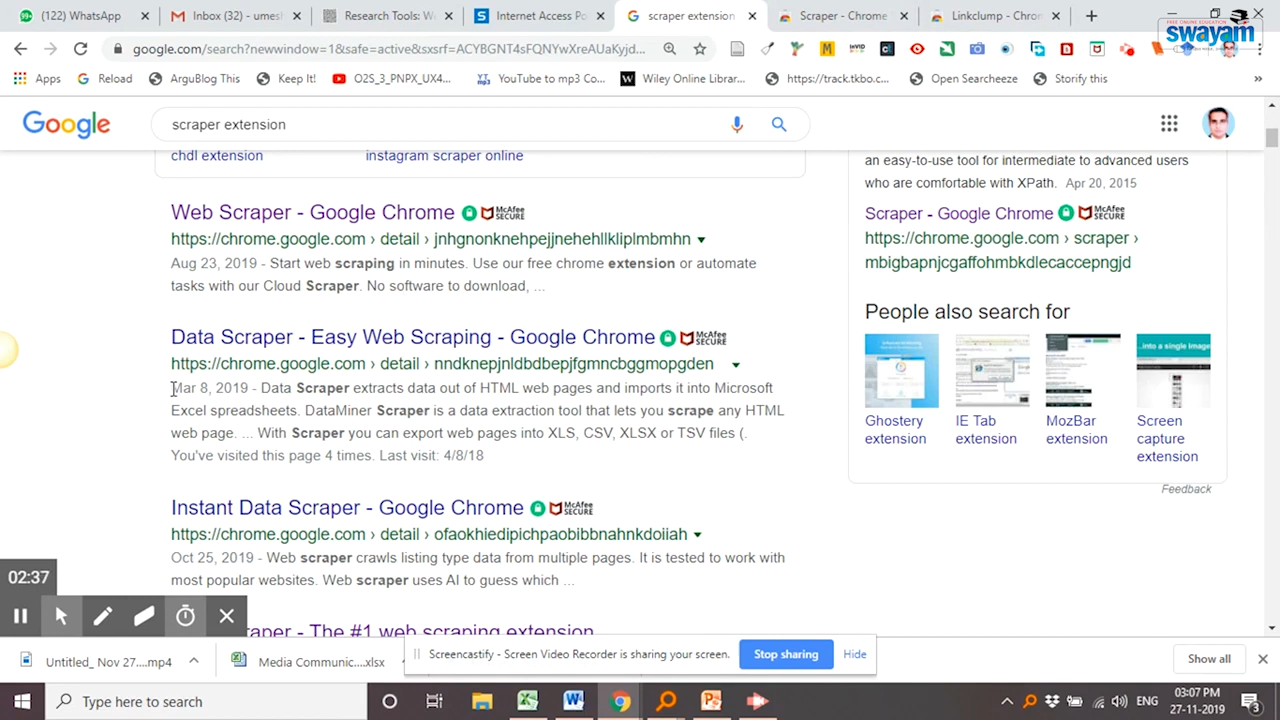 (122) WhatsApp
Inbox (32) - umesh
Research Tools: We
Internet Access Po
scraper extension
Scraper - Chrome
Linkclump - Chron
FREE ONLINE EDUCATION
swayam
google.com/search?newwindow=1&safe=active&sxsrf=ACYBGNTqFQNYwXreAUaKyjd...
Apps
Reload
ArguBlog This
Keep It!
O2S_3_PNPX_UX4...
YouTube to mp3 Co...
Wiley Online Librar...
https://track.tkbo.c...
Open Searcheeze
Storify this
Google
scraper extension
chdl extension
instagram scraper online
Web Scraper - Google Chrome
McAfee SECURE
https://chrome.google.com › detail › jnhgnonknehpejjnehehllkliplmbmhn
Aug 23, 2019 - Start web scraping in minutes. Use our free chrome extension or automate
tasks with our Cloud Scraper. No software to download, ...
Data Scraper - Easy Web Scraping - Google Chrome
McAfee SECURE
https://chrome.google.com › detail › nndknepjnldbdbepjfgmncbggmopgden
Mar 8, 2019 - Data Scraper extracts data out of HTML web pages and imports it into Microsoft
Excel spreadsheets. DataMiner Scraper is a data extraction tool that lets you scrape any HTML
web page. ... With Scraper you can export web pages into XLS, CSV, XLSX or TSV files (.
You've visited this page 4 times. Last visit: 4/8/18
Instant Data Scraper - Google Chrome
McAfee SECURE
https://chrome.google.com › detail › ofaokhiedipichpaobibbnahnkdoiiah
Oct 25, 2019 - Web scraper crawls listing type data from multiple pages. It is tested to work with
most popular websites. Web scraper uses AI to guess which ...
aper - The #1 web scraping extension
an easy-to-use tool for intermediate to advanced users
who are comfortable with XPath. Apr 20, 2015
Scraper - Google Chrome
McAfee SECURE
https://chrome.google.com › scraper ›
mbigbapnjcgaffohmbkdlecaccepngjd
People also search for
Ghostery extension
IE Tab extension
MozBar extension
Screen capture extension
Feedback
02:37
Untitled_ Nov 27....mp4
Media Communic....xlsx
Screencastify - Screen Video Recorder is sharing your screen.
Stop sharing
Hide
Show all
Type here to search
ENG
03:07 PM
27-11-2019
3